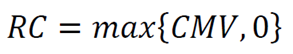 RC = max{CMV, 0}